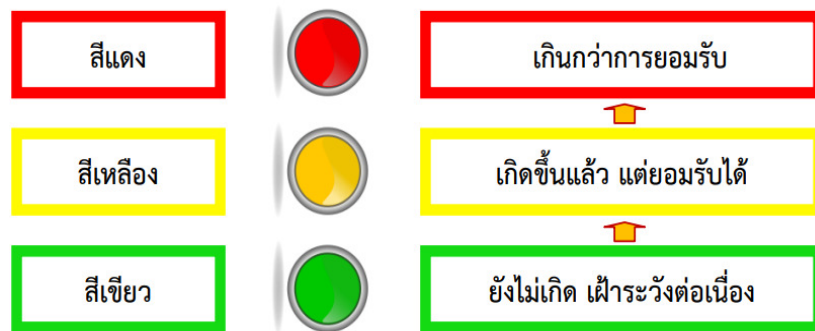 สีแดง
เกินกว่าการยอมรับ
สีเหลือง
เกิดขึ้นแล้ว แต่ยอมรับได้
สีเขียว
ยังไม่เกิด เฝ้าระวังต่อเนื่อง